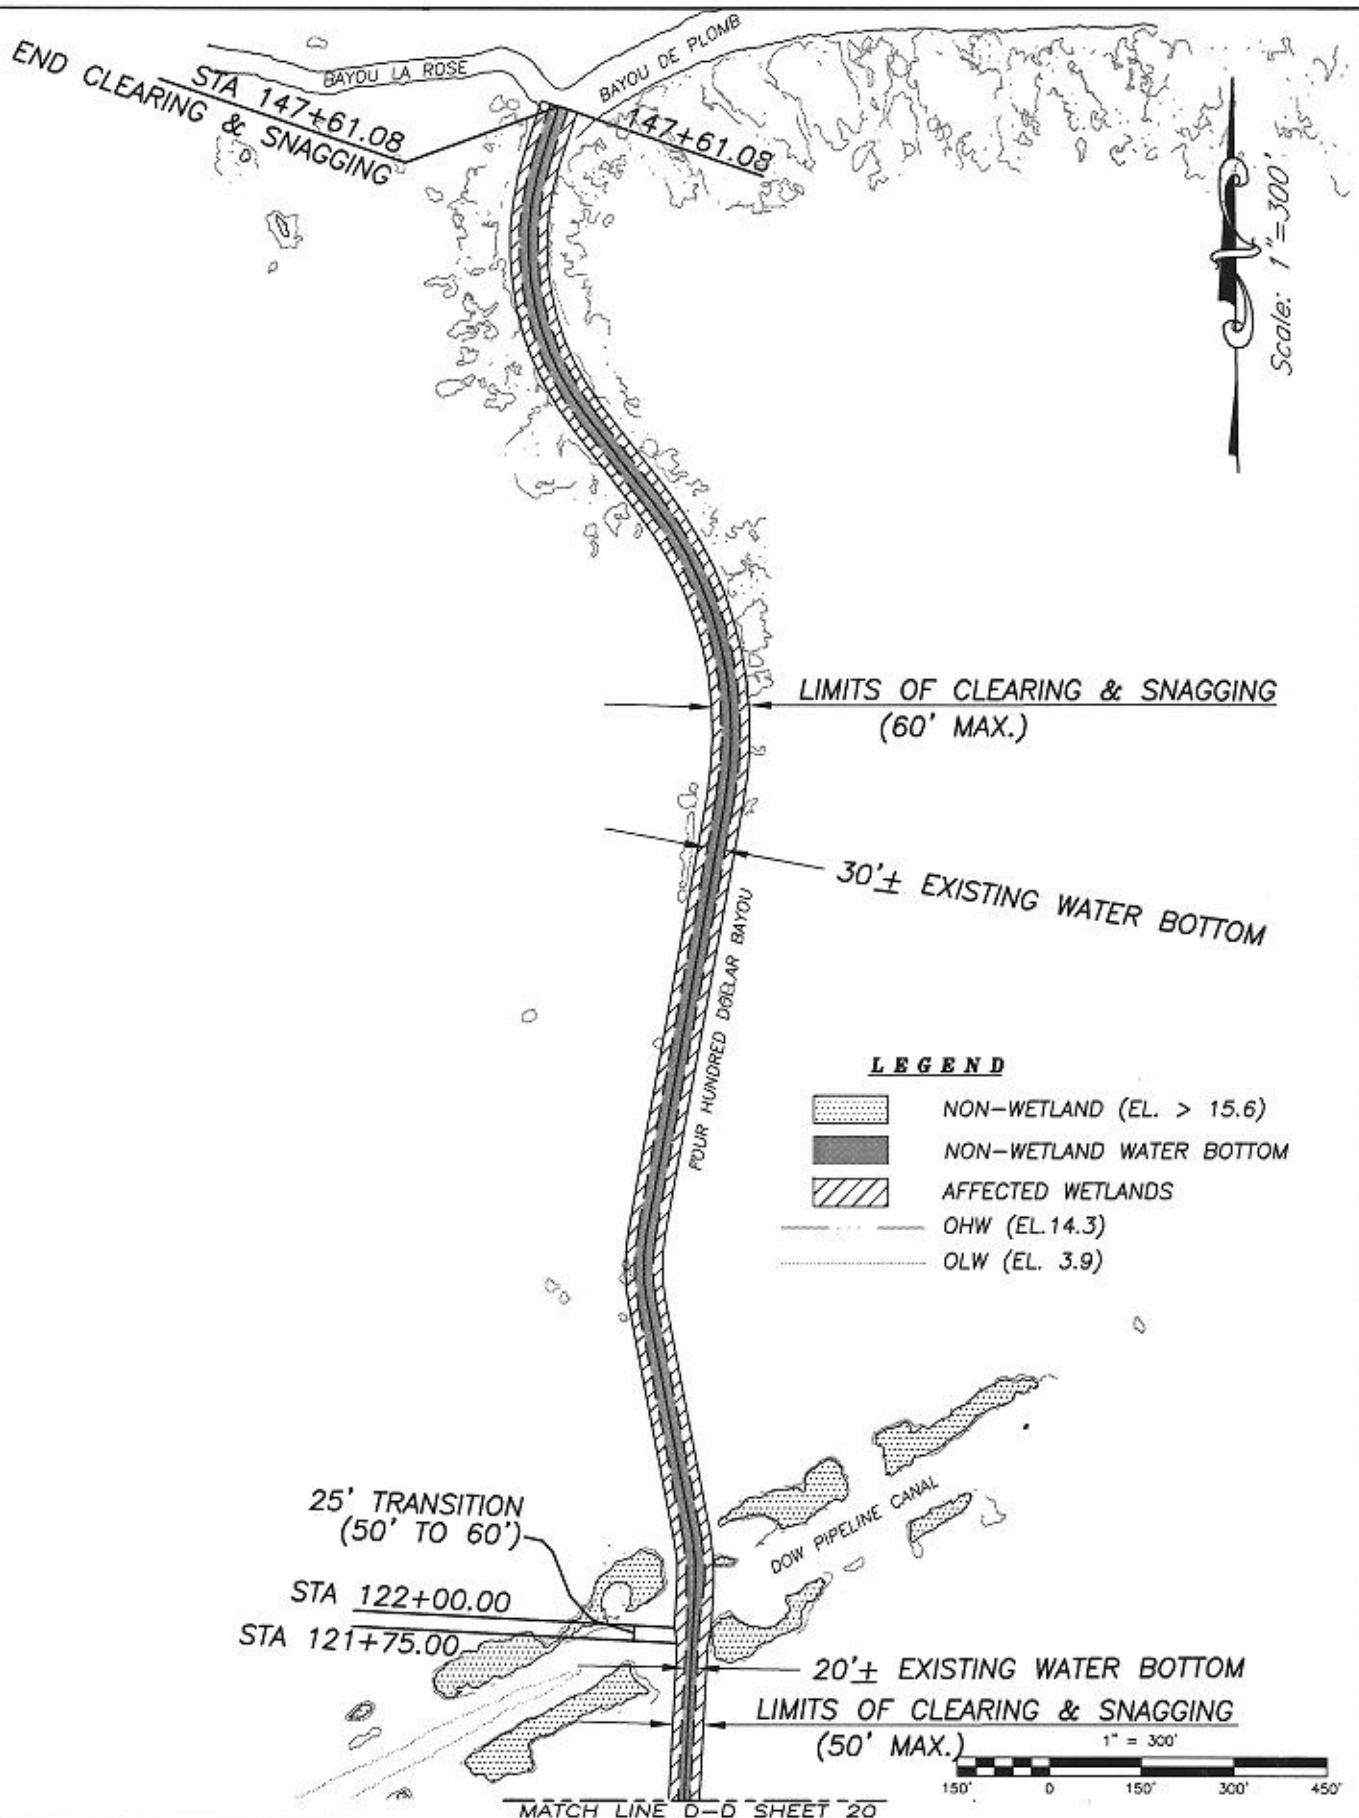 BAYOU LA ROSE
BAYOU DE PLOMB
STA 147+61.08
END CLEARING & SNAGGING
147+61.08
Scale: 1"=300'
LIMITS OF CLEARING & SNAGGING
(60' MAX.)
30'± EXISTING WATER BOTTOM
FOUR HUNDRED DOLLAR BAYOU
LEGEND
NON-WETLAND (EL. > 15.6)
NON-WETLAND WATER BOTTOM
AFFECTED WETLANDS
OHW (EL.14.3)
OLW (EL. 3.9)
25' TRANSITION
(50' TO 60')
DOW PIPELINE CANAL
STA 122+00.00
STA 121+75.00
20'± EXISTING WATER BOTTOM
LIMITS OF CLEARING & SNAGGING
(50' MAX.)
1" = 300'
150' 0 150' 300' 450'
MATCH LINE D-D SHEET 20